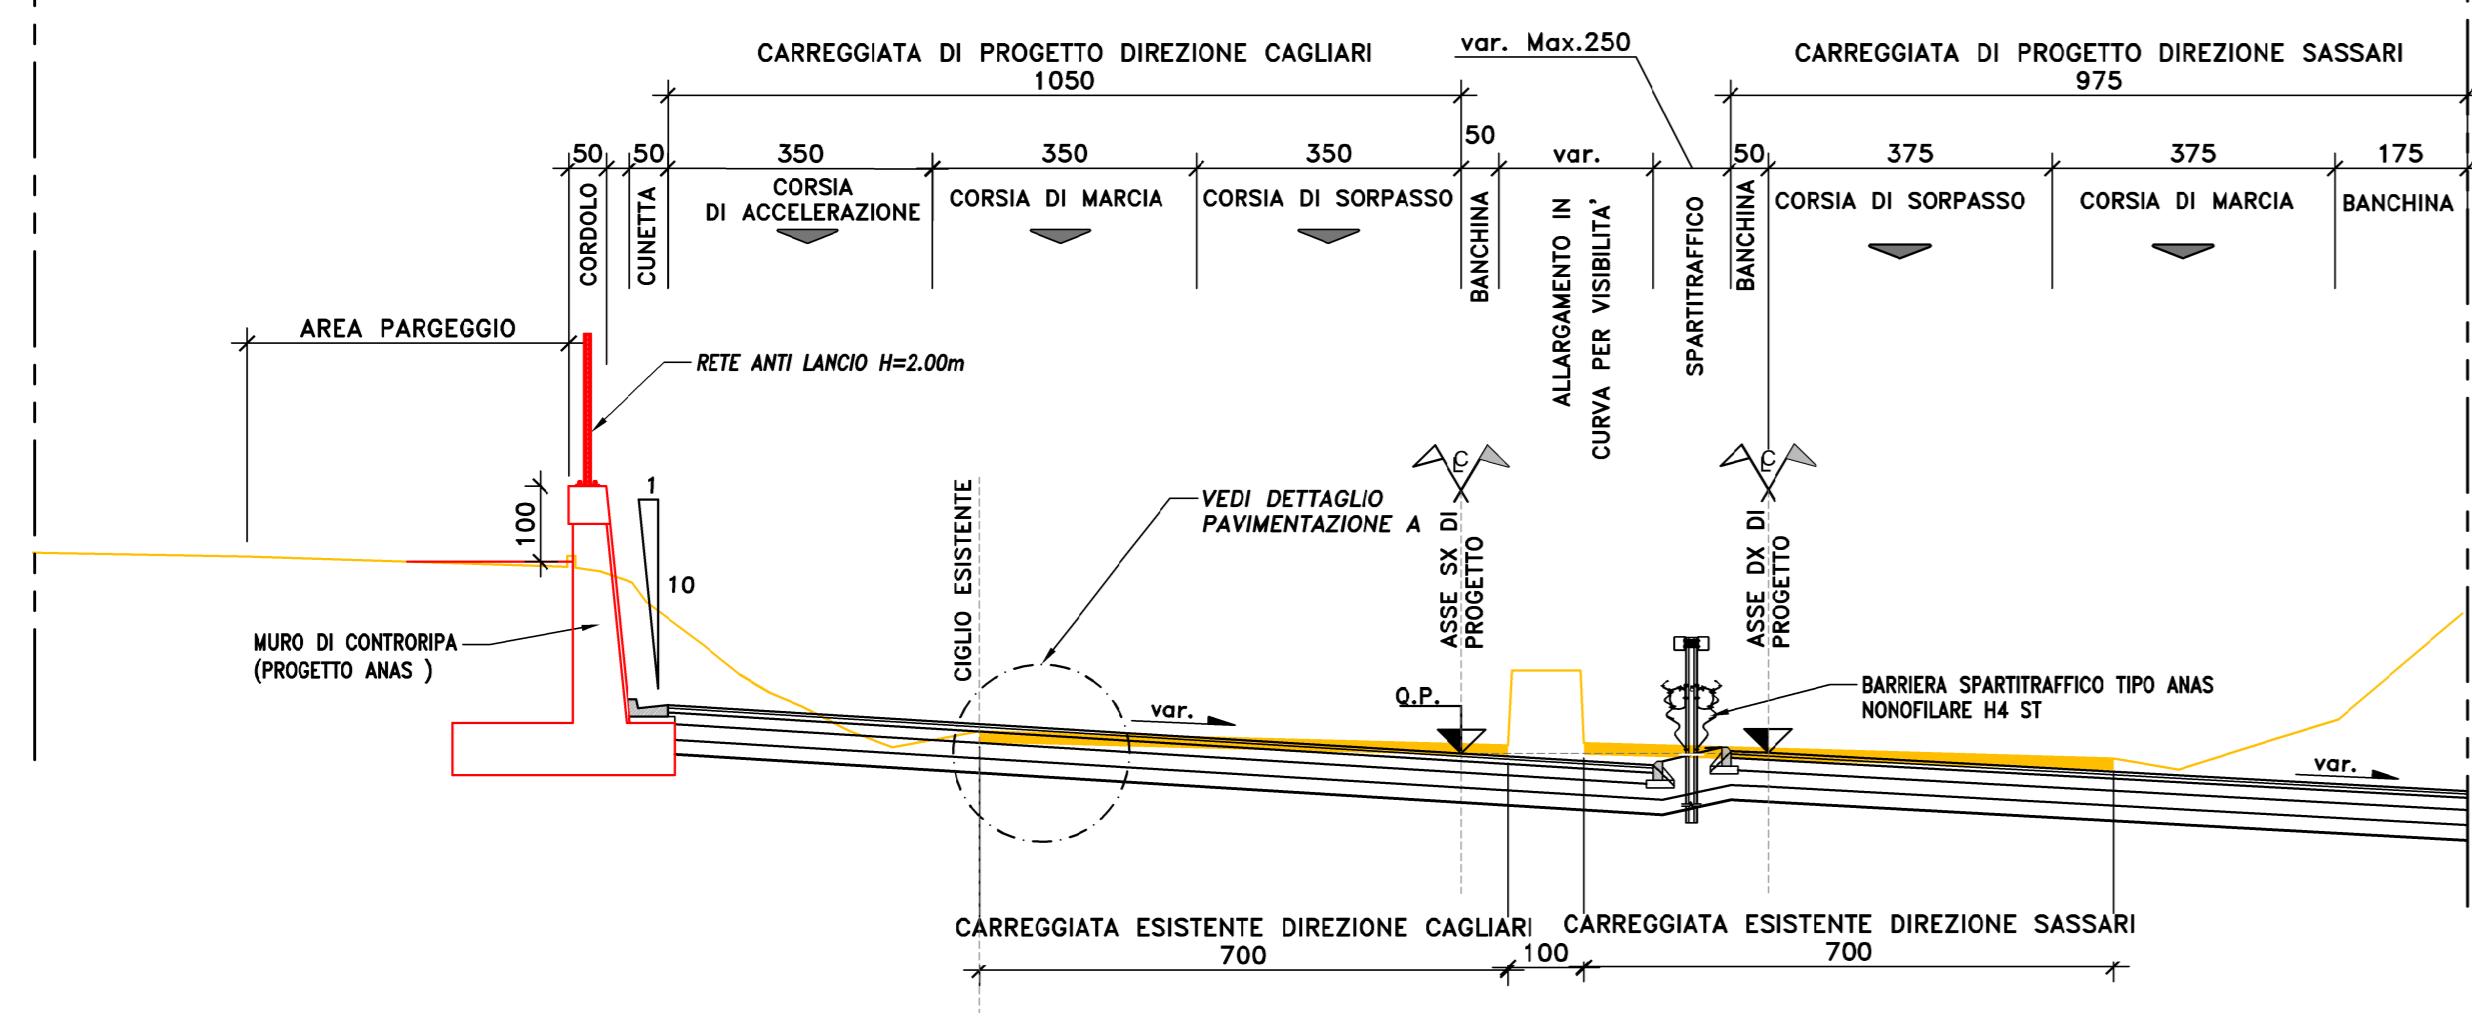 CARREGGIATA DI PROGETTO DIREZIONE CAGLIARI
1050
var. Max.250
CARREGGIATA DI PROGETTO DIREZIONE SASSARI
975
50
50
350
350
350
50
var.
50
375
375
175
CORDOLO
CUNETTA
CORSIA
DI ACCELERAZIONE
CORSIA DI MARCIA
CORSIA DI SORPASSO
BANCHINA
ALLARGAMENTO IN
CURVA PER VISIBILITA'
SPARTITRAFFICO
BANCHINA
CORSIA DI SORPASSO
CORSIA DI MARCIA
BANCHINA
AREA PARGEGGIO
RETE ANTI LANCIO H=2.00m
100
1
10
CIGLIO ESISTENTE
VEDI DETTAGLIO
PAVIMENTAZIONE A
ASSE SX DI
PROGETTO
ASSE DX DI
PROGETTO
MURO DI CONTRORIPA
(PROGETTO ANAS )
var.
Q.P.
BARRIERA SPARTITRAFFICO TIPO ANAS
NONOFILARE H4 ST
var.
CARREGGIATA ESISTENTE DIREZIONE CAGLIARI
700
100
CARREGGIATA ESISTENTE DIREZIONE SASSARI
700